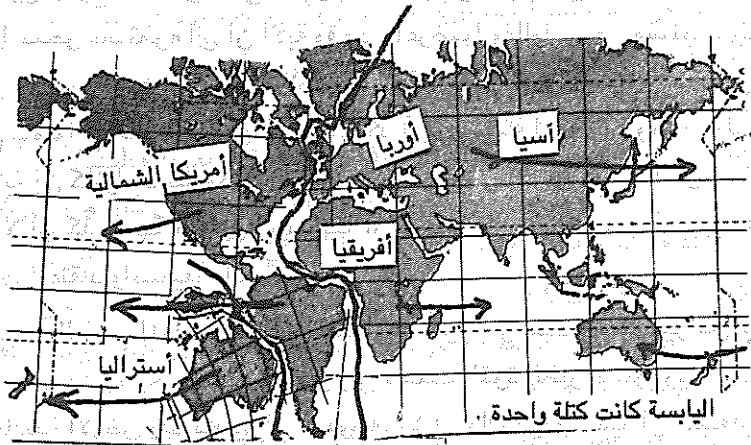 آسيا
أوربا
أمريكا الشمالية
أفريقيا
أستراليا
اليابسة كانت كتلة واحدة .